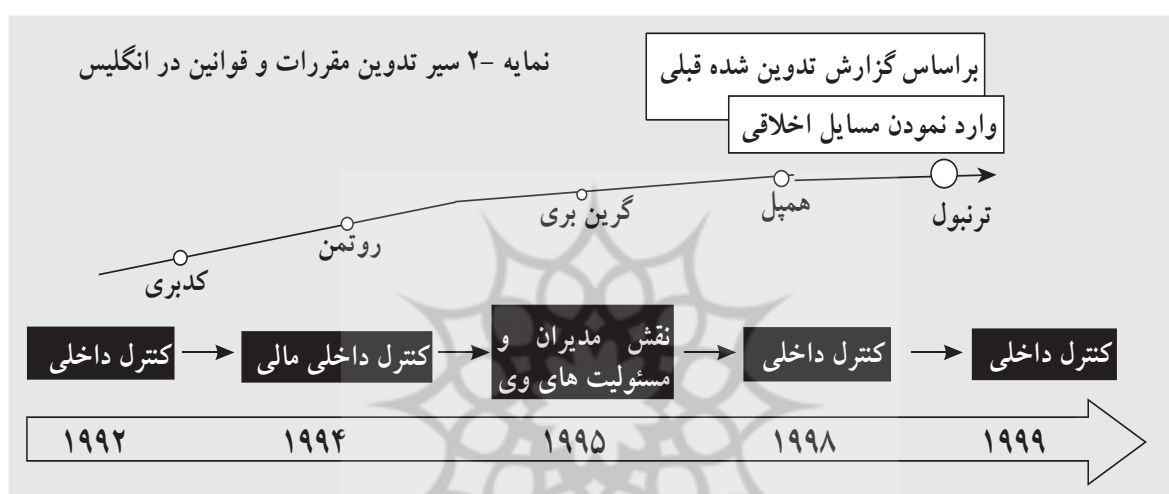 نمایه -۲ سیر تدوین مقررات و قوانین در انگلیس
براساس گزارش تدوین شده قبلی
وارد نمودن مسایل اخلاقی
کدبری
روتمن
گرین بری
همپل
ترنبول
کنترل داخلی
کنترل داخلی مالی
نقش مدیران و
مسئولیت های وی
کنترل داخلی
کنترل داخلی
۱۹۹۲
۱۹۹۴
۱۹۹۵
۱۹۹۸
۱۹۹۹